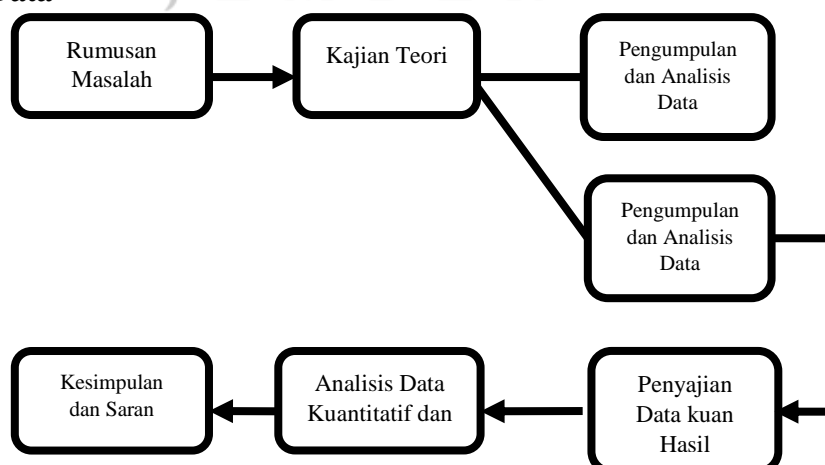 Rumusan
Masalah
Kajian Teori
Pengumpulan
dan Analisis
Data
Pengumpulan
dan Analisis
Data
Kesimpulan
dan Saran
Analisis Data
Kuantitatif dan
Penyajian
Data kuan
Hasil